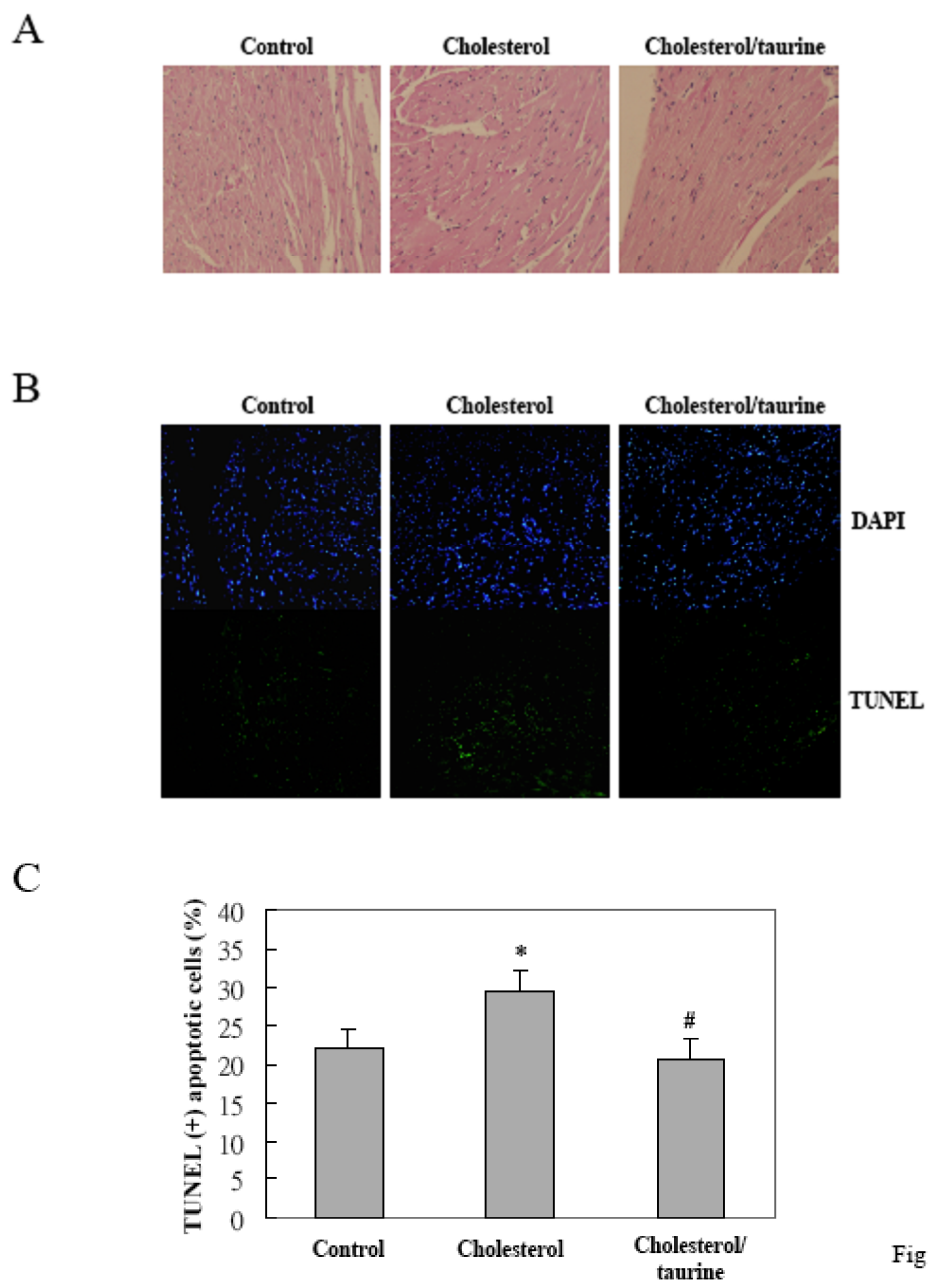 A
Control Cholesterol Cholesterol/taurine
B
Control Cholesterol Cholesterol/taurine
DAPI
TUNEL
C
TUNEL (+) apoptotic cells (%)
40
35
30
25
20
15
10
5
0
*
#
Control Cholesterol Cholesterol/
taurine
Fig